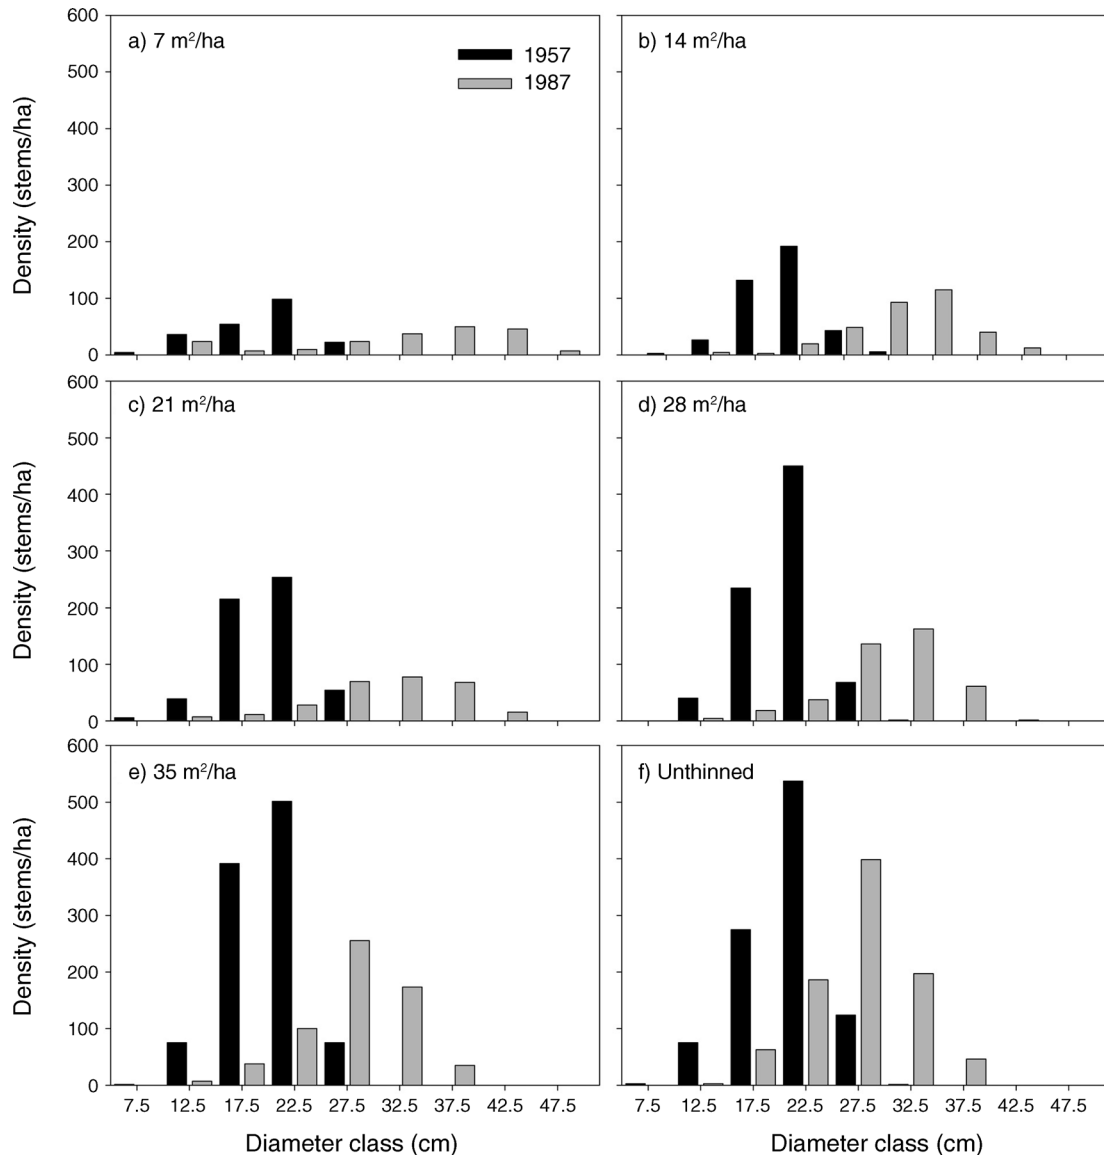 600
500
400
300
200
100
0
Density (stems/ha)
a) 7 m²/ha
1957
1987
b) 14 m²/ha
600
500
400
300
200
100
0
Density (stems/ha)
c) 21 m²/ha
d) 28 m²/ha
600
500
400
300
200
100
0
Density (stems/ha)
e) 35 m²/ha
f) Unthinned
7.5 12.5 17.5 22.5 27.5 32.5 37.5 42.5 47.5
7.5 12.5 17.5 22.5 27.5 32.5 37.5 42.5 47.5
Diameter class (cm)
Diameter class (cm)